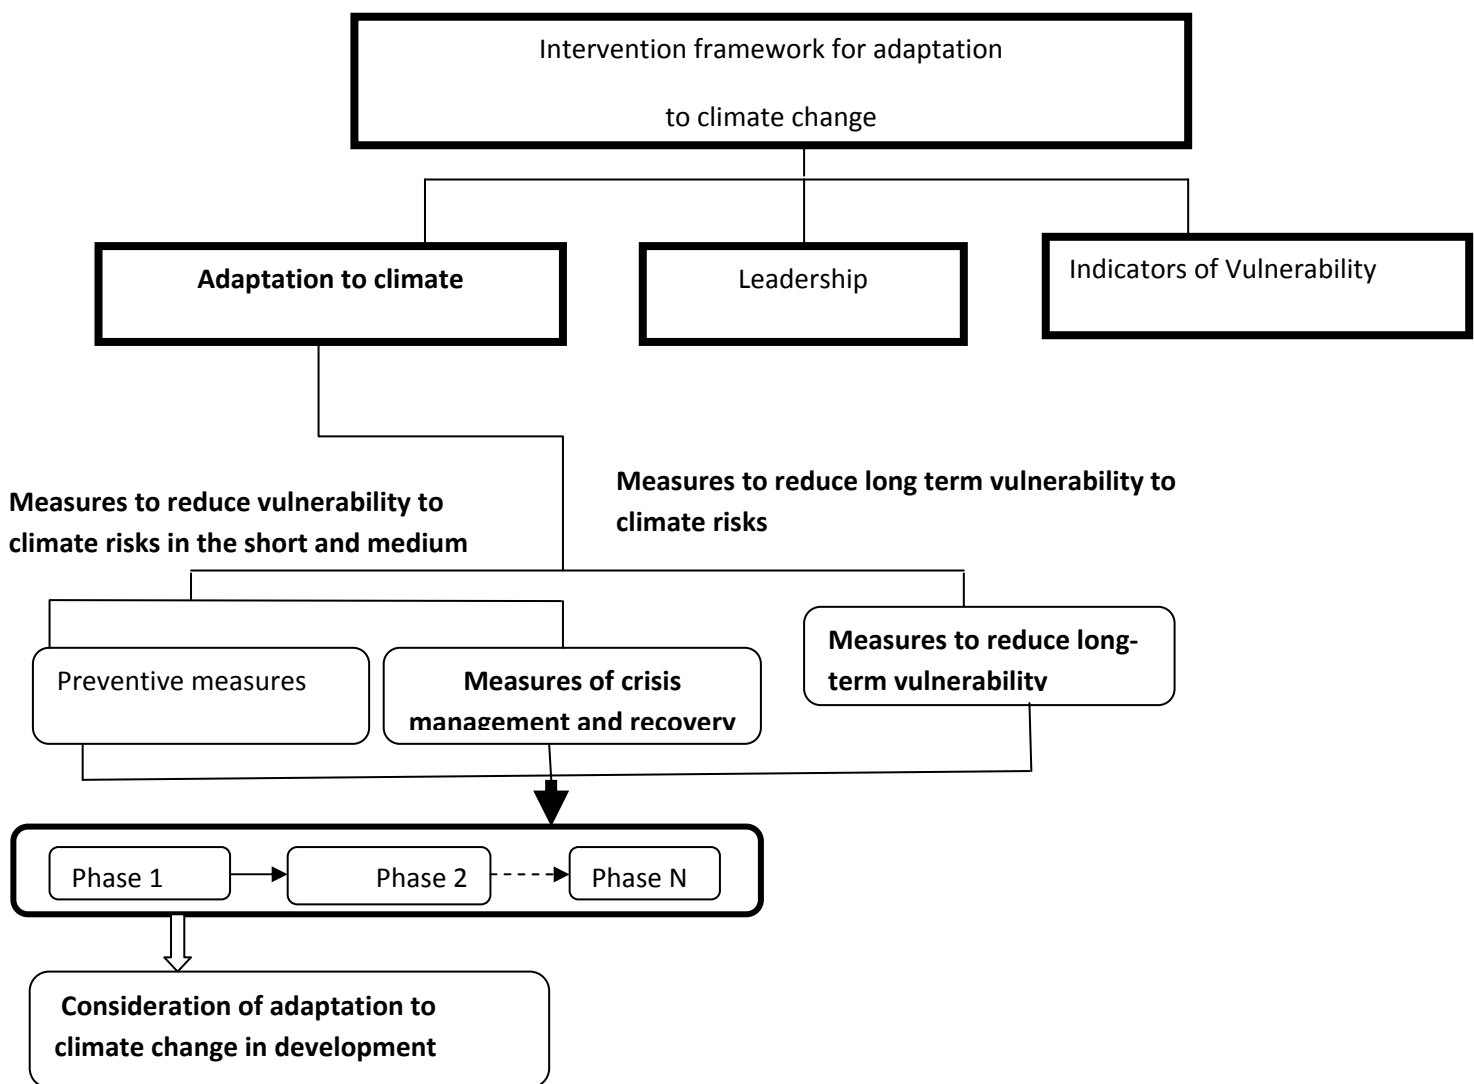 Intervention framework for adaptation
to climate change
Adaptation to climate
Leadership
Indicators of Vulnerability
Measures to reduce vulnerability to
climate risks in the short and medium
Measures to reduce long term vulnerability to
climate risks
Preventive measures
Measures of crisis
management and recovery
Measures to reduce long-
term vulnerability
Phase 1
Phase 2
Phase N
Consideration of adaptation to
climate change in development